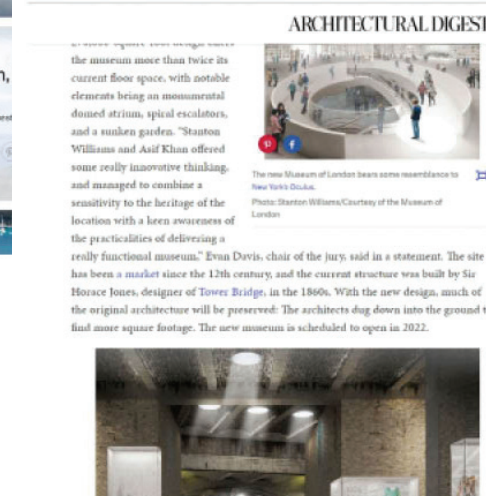 ARCHITECTURAL DIGEST
the museum more than twice its
current floor space, with notable
elements being an monumental
domed atrium, spiral escalators,
and a sunken garden. "Stanton
Williams and Asif Khan offered
some really innovative thinking,
and managed to combine a
sensitivity to the heritage of the
location with a keen awareness of
the practicalities of delivering a
The new Museum of London bears some resemblance to
New York's Oculus.
Photo: Stanton Williams/Courtesy of the Museum of
London
really functional museum," Evan Davis, chair of the jury, said in a statement. The site
has been a market since the 12th century, and the current structure was built by Sir
Horace Jones, designer of Tower Bridge, in the 1860s. With the new design, much of
the original architecture will be preserved: The architects dug down into the ground t
find more square footage. The new museum is scheduled to open in 2022.